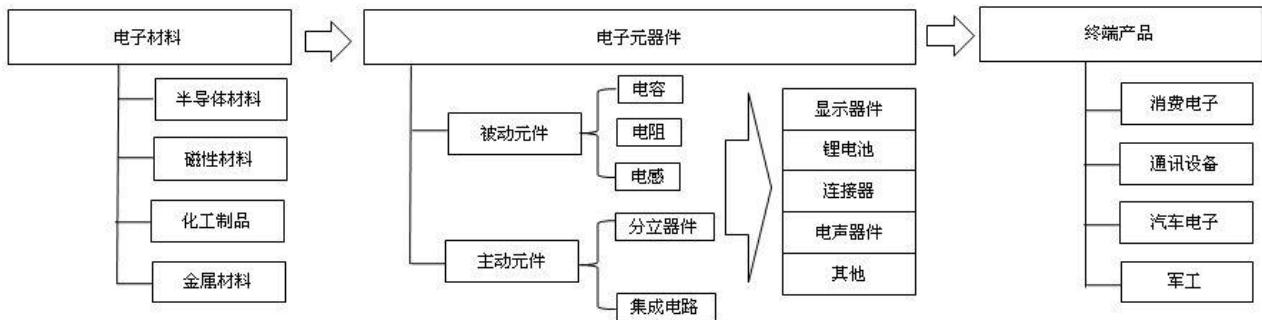 电子材料
半导体材料
磁性材料
化工制品
金属材料
电子元器件
被动元件
电容
电阻
电感
主动元件
分立器件
集成电路
显示器件
锂电池
连接器
电声器件
其他
终端产品
消费电子
通讯设备
汽车电子
军工